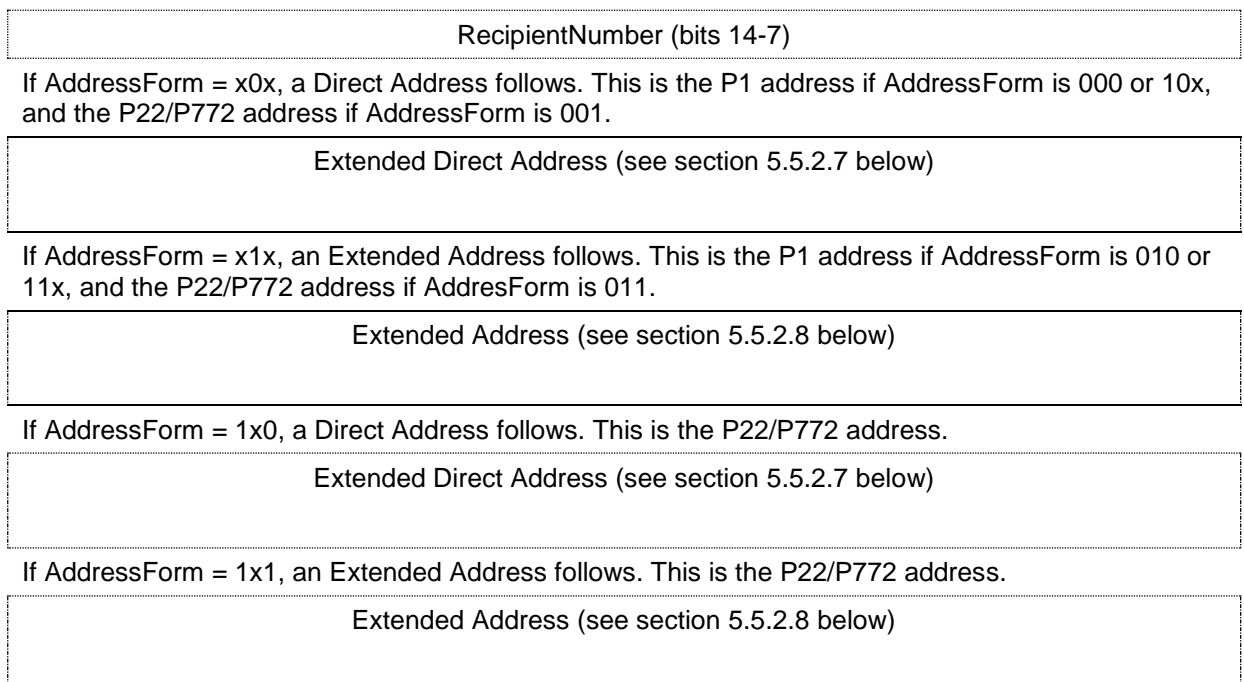 RecipientNumber (bits 14-7)
If AddressForm = x0x, a Direct Address follows. This is the P1 address if AddressForm is 000 or 10x,
and the P22/P772 address if AddressForm is 001.
Extended Direct Address (see section 5.5.2.7 below)
If AddressForm = x1x, an Extended Address follows. This is the P1 address if AddressForm is 010 or
11x, and the P22/P772 address if AddresForm is 011.
Extended Address (see section 5.5.2.8 below)
If AddressForm = 1x0, a Direct Address follows. This is the P22/P772 address.
Extended Direct Address (see section 5.5.2.7 below)
If AddressForm = 1x1, an Extended Address follows. This is the P22/P772 address.
Extended Address (see section 5.5.2.8 below)